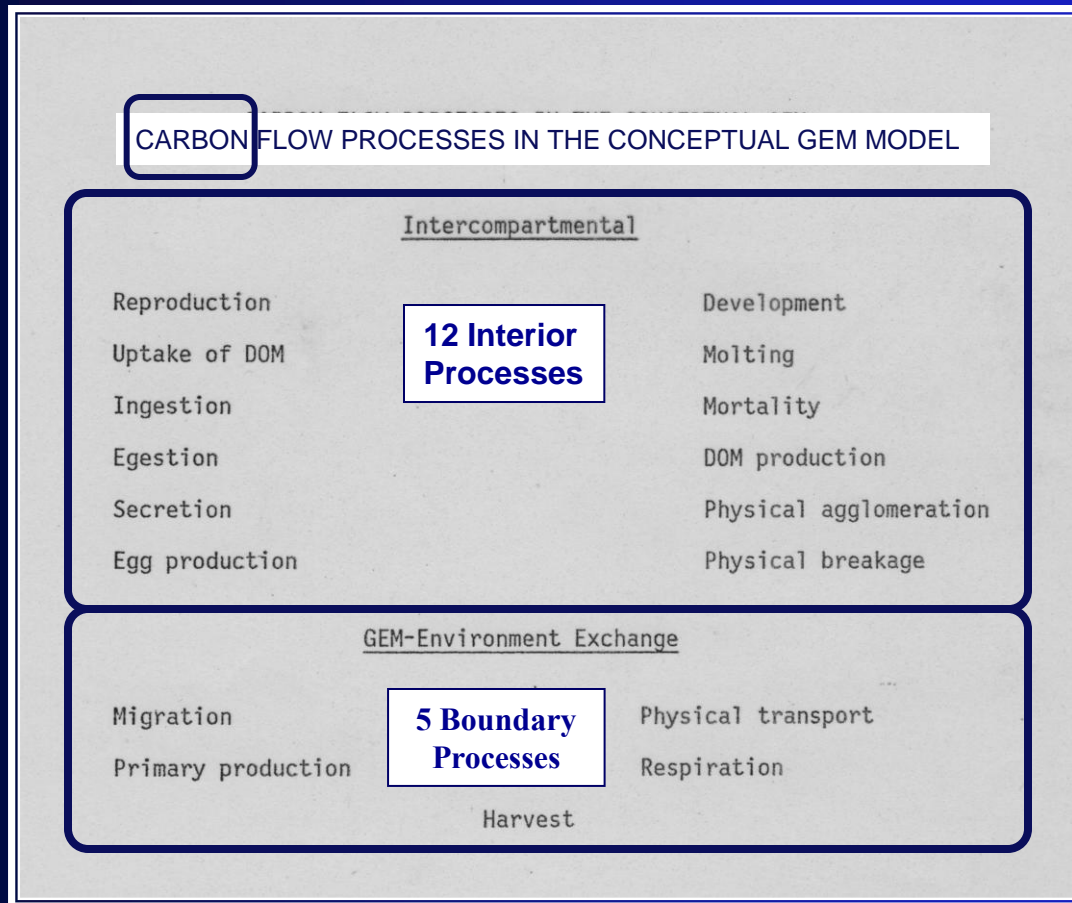 CARBON FLOW PROCESSES IN THE CONCEPTUAL GEM MODEL
Intercompartmental
Reproduction
Uptake of DOM
Ingestion
Egestion
Secretion
Egg production
12 Interior
Processes
Development
Molting
Mortality
DOM production
Physical agglomeration
Physical breakage
GEM-Environment Exchange
Migration
Primary production
5 Boundary
Processes
Physical transport
Respiration
Harvest